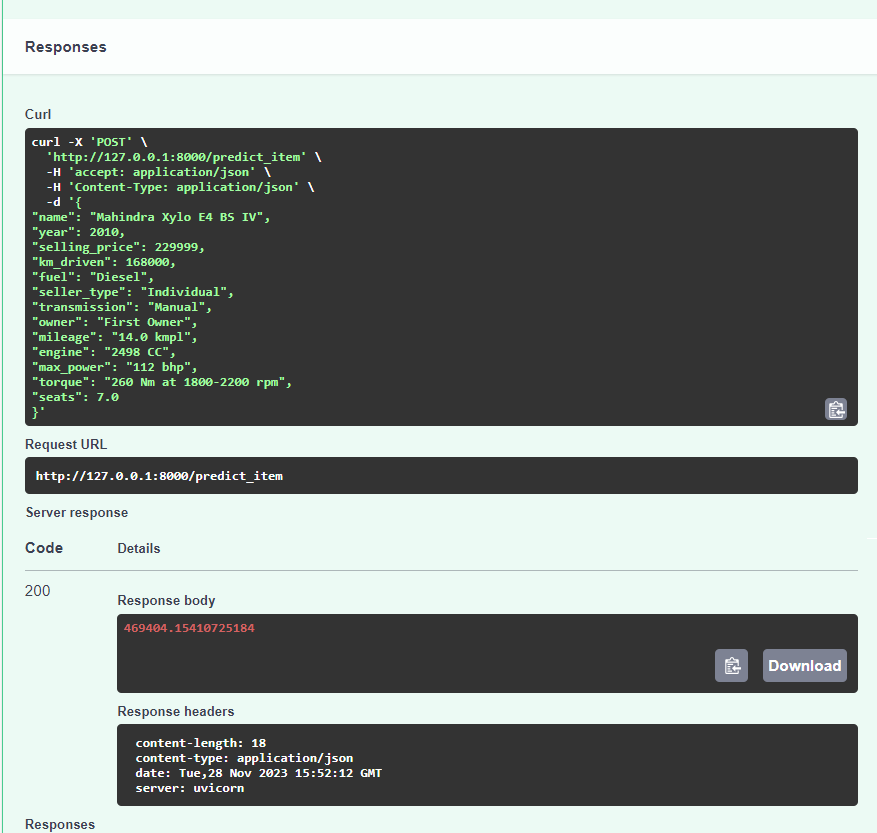 Responses
Curl
curl -X 'POST' \
  'http://127.0.0.1:8000/predict_item' \
  -H 'accept: application/json' \
  -H 'Content-Type: application/json' \
  -d '{
"name": "Mahindra Xylo E4 BS IV",
"year": 2010,
"selling_price": 229999,
"km_driven": 168000,
"fuel": "Diesel",
"seller_type": "Individual",
"transmission": "Manual",
"owner": "First Owner",
"mileage": "14.0 kmpl",
"engine": "2498 CC",
"max_power": "112 bhp",
"torque": "260 Nm at 1800-2200 rpm",
"seats": 7.0
}'
Request URL
http://127.0.0.1:8000/predict_item
Server response
Code Details
200
Response body
469404.15410725184
Download
Response headers
content-length: 18
content-type: application/json
date: Tue,28 Nov 2023 15:52:12 GMT
server: uvicorn
Responses